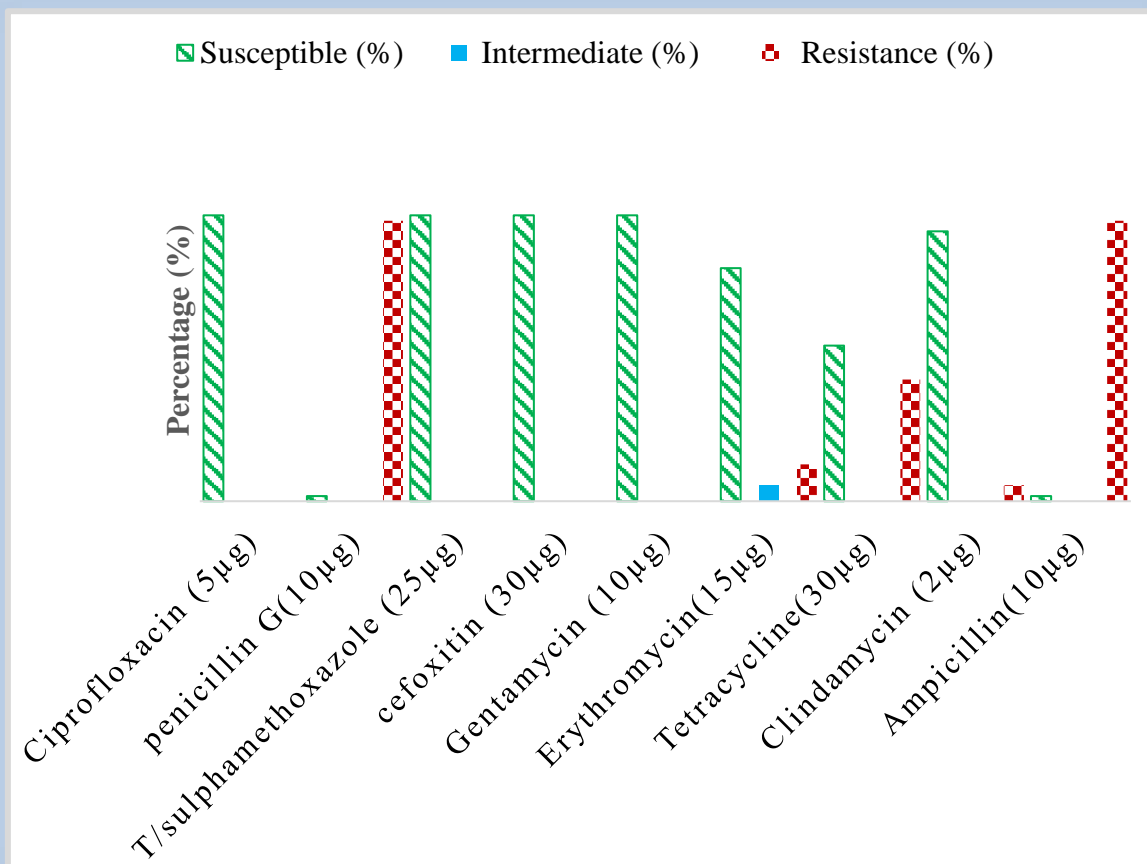 Susceptible (%) Intermediate (%) Resistance (%)
Percentage (%)
Ciprofloxacin (5µg)
penicillin G(10µg)
T/sulphamethoxazole (25µg)
cefoxitin (30µg)
Gentamycin (10µg)
Erythromycin(15µg)
Tetracycline(30µg)
Clindamycin (2µg)
Ampicillin(10µg)